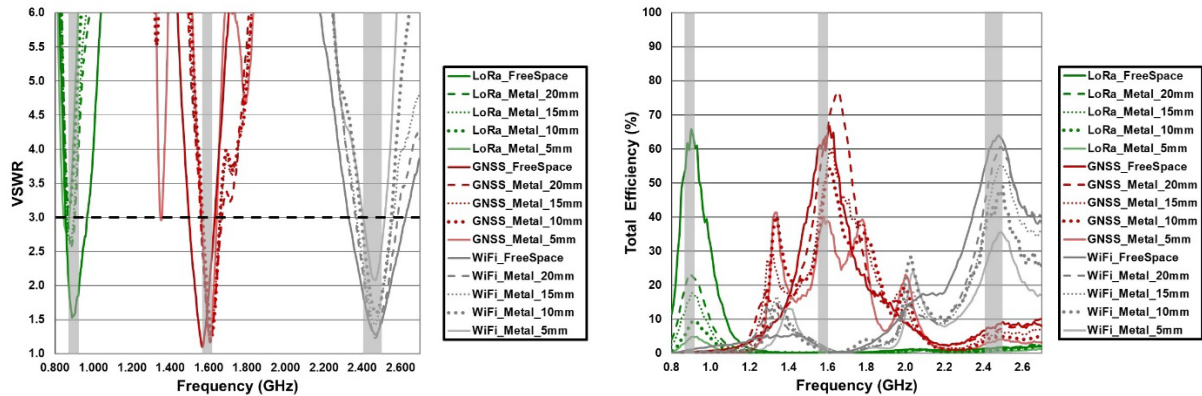 6.0
5.5
5.0
4.5
4.0
3.5
3.0
2.5
2.0
1.5
1.0
VSWR
0.800 1.000 1.200 1.400 1.600 1.800 2.000 2.200 2.400 2.600
Frequency (GHz)
LoRa_FreeSpace
LoRa_Metal_20mm
LoRa_Metal_15mm
LoRa_Metal_10mm
LoRa_Metal_5mm
GNSS_FreeSpace
GNSS_Metal_20mm
GNSS_Metal_15mm
GNSS_Metal_10mm
GNSS_Metal_5mm
WiFi_FreeSpace
WiFi_Metal_20mm
WiFi_Metal_15mm
WiFi_Metal_10mm
WiFi_Metal_5mm
100
90
80
70
60
50
40
30
20
10
0
Total Efficiency (%)
0.8 1.0 1.2 1.4 1.6 1.8 2.0 2.2 2.4 2.6
Frequency (GHz)
LoRa_FreeSpace
LoRa_Metal_20mm
LoRa_Metal_15mm
LoRa_Metal_10mm
LoRa_Metal_5mm
GNSS_FreeSpace
GNSS_Metal_20mm
GNSS_Metal_15mm
GNSS_Metal_10mm
GNSS_Metal_5mm
WiFi_FreeSpace
WiFi_Metal_20mm
WiFi_Metal_15mm
WiFi_Metal_10mm
WiFi_Metal_5mm